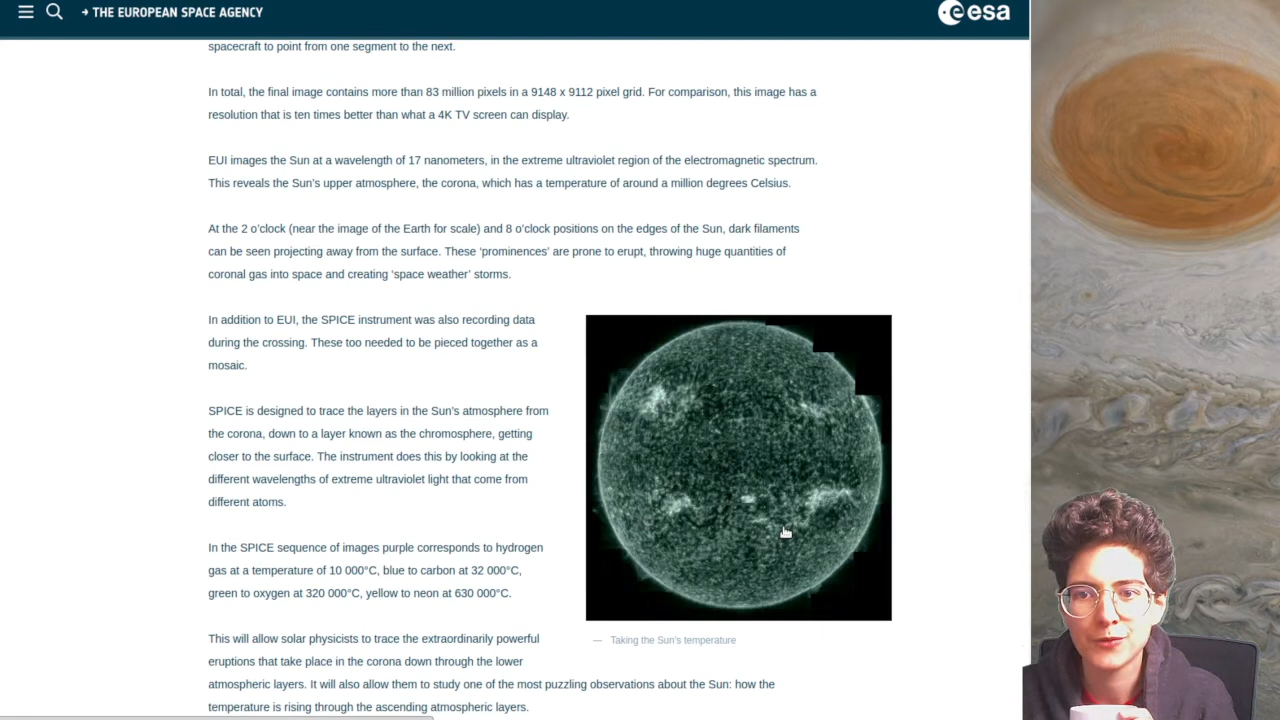 → THE EUROPEAN SPACE AGENCY
esa
spacecraft to point from one segment to the next.
In total, the final image contains more than 83 million pixels in a 9148 x 9112 pixel grid. For comparison, this image has a
resolution that is ten times better than what a 4K TV screen can display.
EUI images the Sun at a wavelength of 17 nanometers, in the extreme ultraviolet region of the electromagnetic spectrum.
This reveals the Sun’s upper atmosphere, the corona, which has a temperature of around a million degrees Celsius.
At the 2 o’clock (near the image of the Earth for scale) and 8 o’clock positions on the edges of the Sun, dark filaments
can be seen projecting away from the surface. These ‘prominences’ are prone to erupt, throwing huge quantities of
coronal gas into space and creating ‘space weather’ storms.
In addition to EUI, the SPICE instrument was also recording data
during the crossing. These too needed to be pieced together as a
mosaic.
SPICE is designed to trace the layers in the Sun’s atmosphere from
the corona, down to a layer known as the chromosphere, getting
closer to the surface. The instrument does this by looking at the
different wavelengths of extreme ultraviolet light that come from
different atoms.
In the SPICE sequence of images purple corresponds to hydrogen
gas at a temperature of 10 000°C, blue to carbon at 32 000°C,
green to oxygen at 320 000°C, yellow to neon at 630 000°C.
— Taking the Sun’s temperature
This will allow solar physicists to trace the extraordinarily powerful
eruptions that take place in the corona down through the lower
atmospheric layers. It will also allow them to study one of the most puzzling observations about the Sun: how the
temperature is rising through the ascending atmospheric layers.